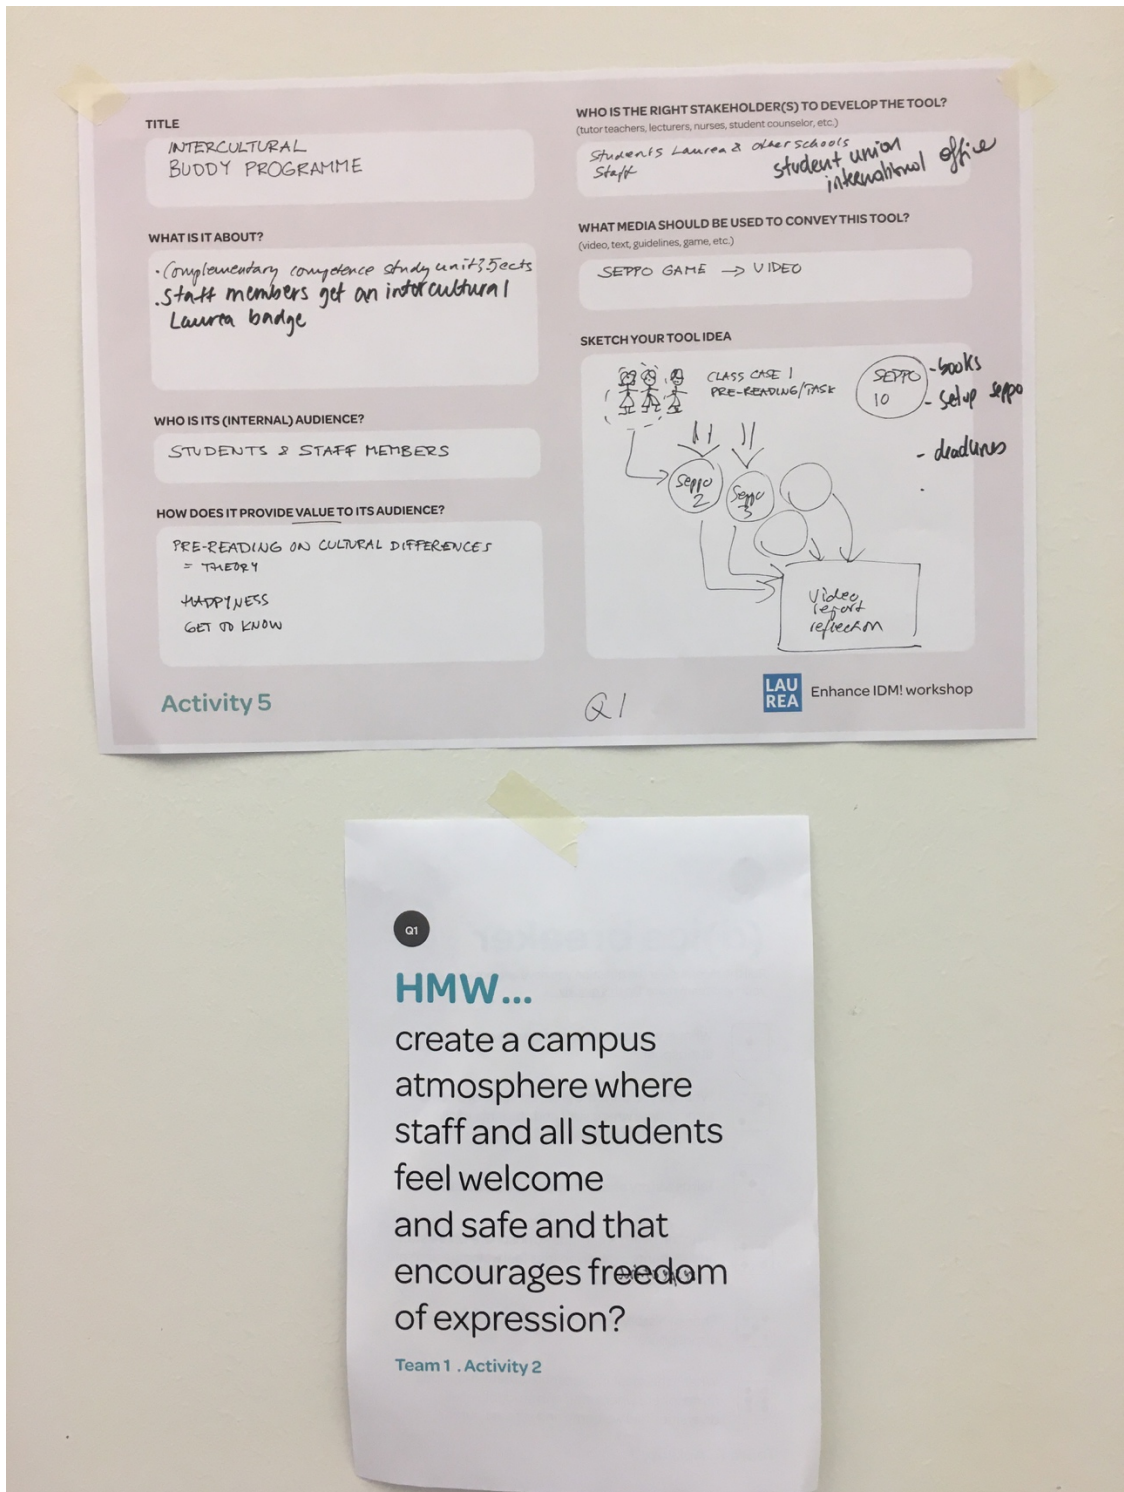 TITLE
INTERCULTURAL
BUDDY PROGRAMME
WHAT IS IT ABOUT?
• Complementary competence study unit 5 ects
• Staff members get an intercultural
Laurea badge
WHO IS ITS (INTERNAL) AUDIENCE?
STUDENTS & STAFF MEMBERS
HOW DOES IT PROVIDE VALUE TO ITS AUDIENCE?
PRE-READING ON CULTURAL DIFFERENCES
= THEORY
HAPPYNESS
GET TO KNOW
Activity 5
WHO IS THE RIGHT STAKEHOLDER(S) TO DEVELOP THE TOOL?
(tutor teachers, lecturers, nurses, student counselor, etc.)
Students Laurea & other schools
Staff
student union
international office
WHAT MEDIA SHOULD BE USED TO CONVEY THIS TOOL?
(video, text, guidelines, game, etc.)
SEPPO GAME → VIDEO
SKETCH YOUR TOOL IDEA
CLASS CASE 1
PRE-READING/TASK
SEPPO
10
- books
- setup seppo
- deadlines
Seppo
2
Seppo
3
Video,
report
reflection
Q1
LAU
REA
Enhance IDM! workshop
Q1
HMW...
create a campus
atmosphere where
staff and all students
feel welcome
and safe and that
encourages freedom
of expression?
Team 1 . Activity 2